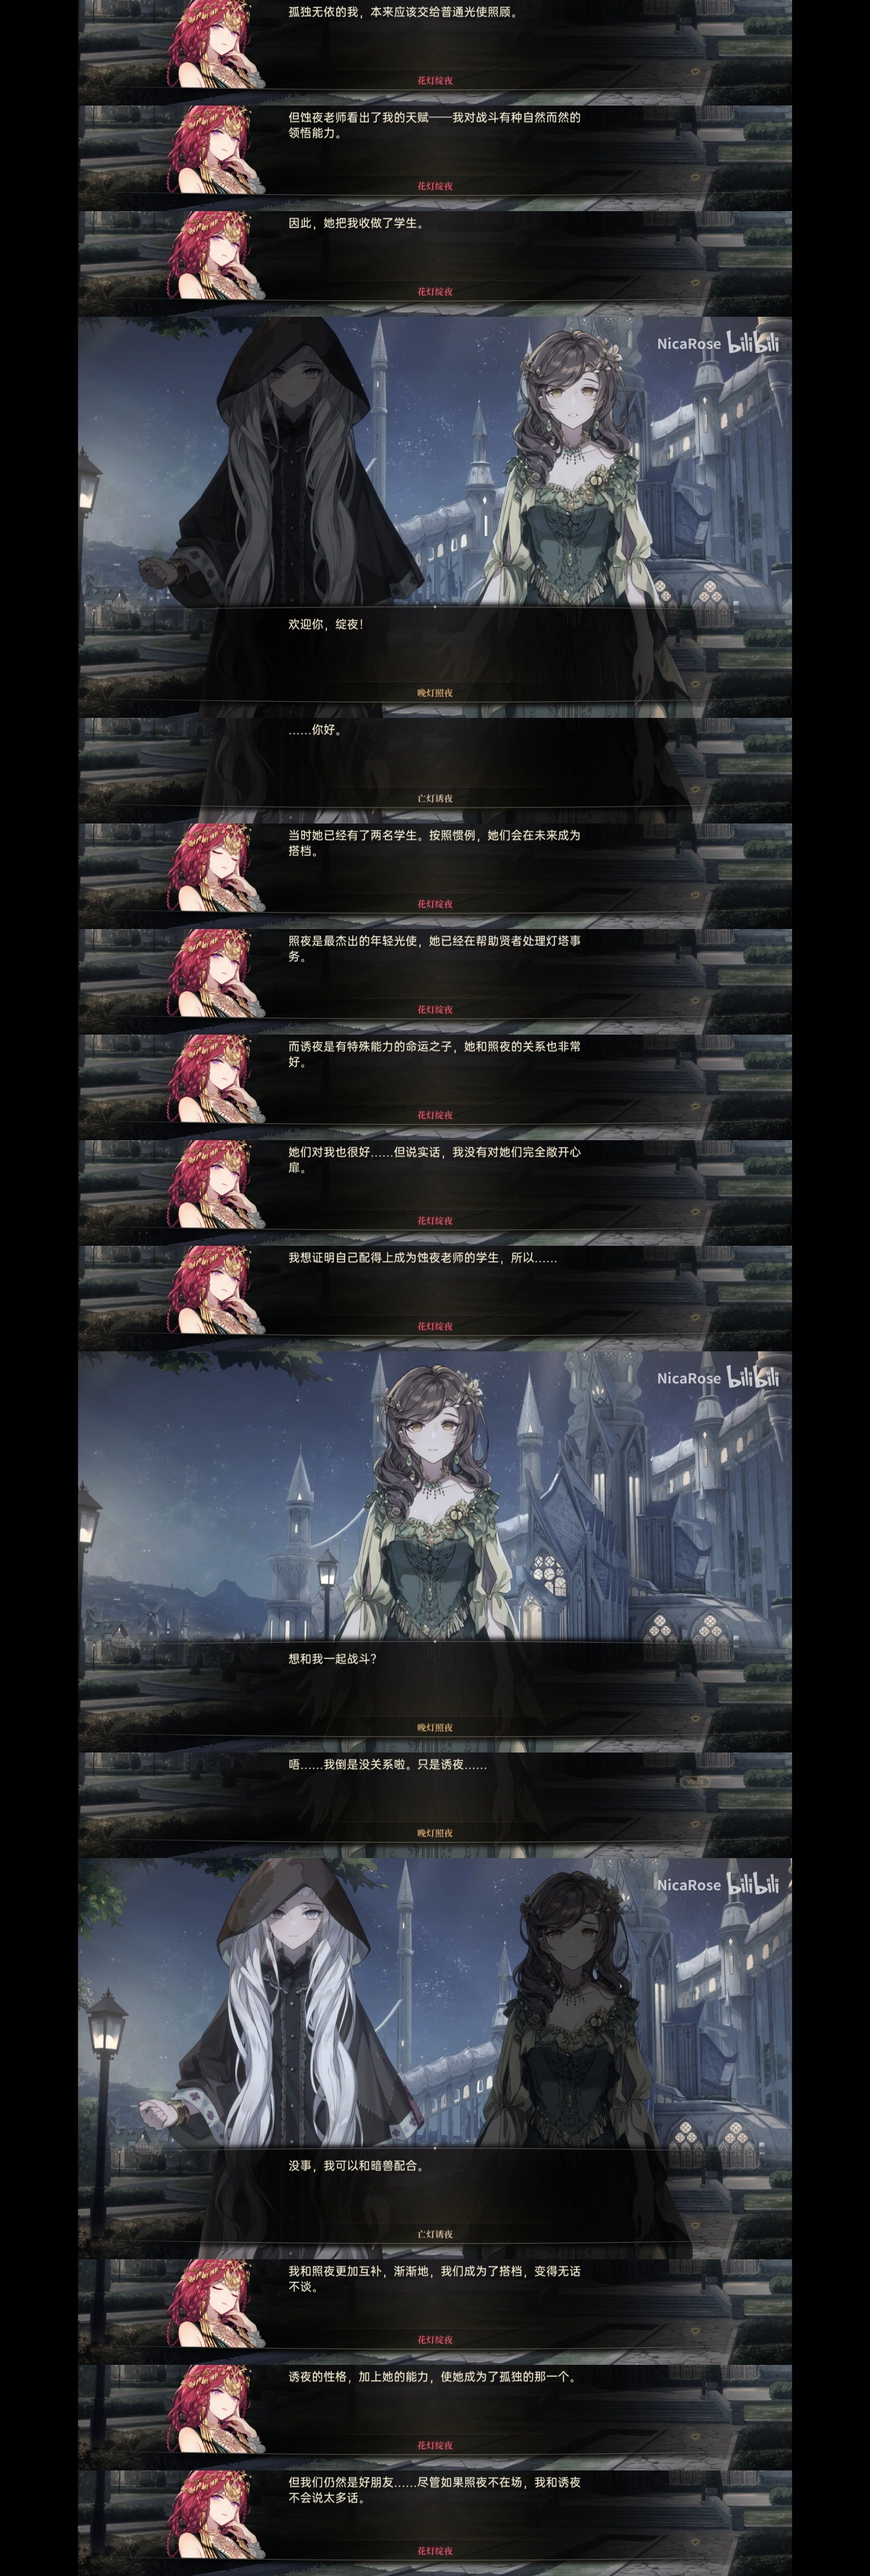 孤独无依的我，本来应该交给普通光使照顾。
花灯绽夜
但蚀夜老师看出了我的天赋——我对战斗有种自然而然的
领悟能力。
花灯绽夜
因此，她把我收做了学生。
花灯绽夜
NicaRose bilibili
欢迎你，绽夜！
晚灯照夜
……你好。
亡灯诱夜
当时她已经有了两名学生。按照惯例，她们会在未来成为
搭档。
花灯绽夜
照夜是最杰出的年轻光使，她已经在帮助贤者处理灯塔事
务。
花灯绽夜
而诱夜是有特殊能力的命运之子，她和照夜的关系也非常
好。
花灯绽夜
她们对我也很好……但说实话，我没有对她们完全敞开心
扉。
花灯绽夜
我想证明自己配得上成为蚀夜老师的学生，所以……
花灯绽夜
NicaRose bilibili
想和我一起战斗？
晚灯照夜
唔……我倒是没关系啦。只是诱夜……
晚灯照夜
NicaRose bilibili
没事，我可以和暗兽配合。
亡灯诱夜
我和照夜更加互补，渐渐地，我们成为了搭档，变得无话
不谈。
花灯绽夜
诱夜的性格，加上她的能力，使她成为了孤独的那一个。
花灯绽夜
但我们仍然是好朋友……尽管如果照夜不在场，我和诱夜
不会说太多话。
花灯绽夜